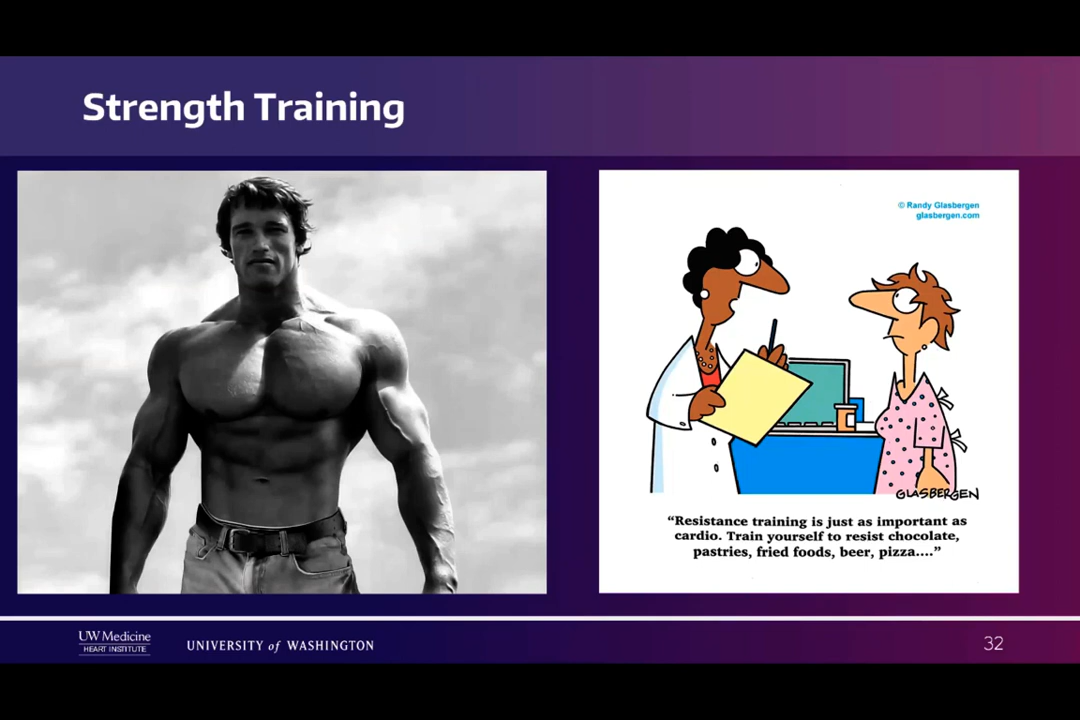 Strength Training
© Randy Glasbergen
glasbergen.com
GLASBERGEN
“Resistance training is just as important as
cardio. Train yourself to resist chocolate,
pastries, fried foods, beer, pizza....”
UW Medicine
HEART INSTITUTE
UNIVERSITY of WASHINGTON
32